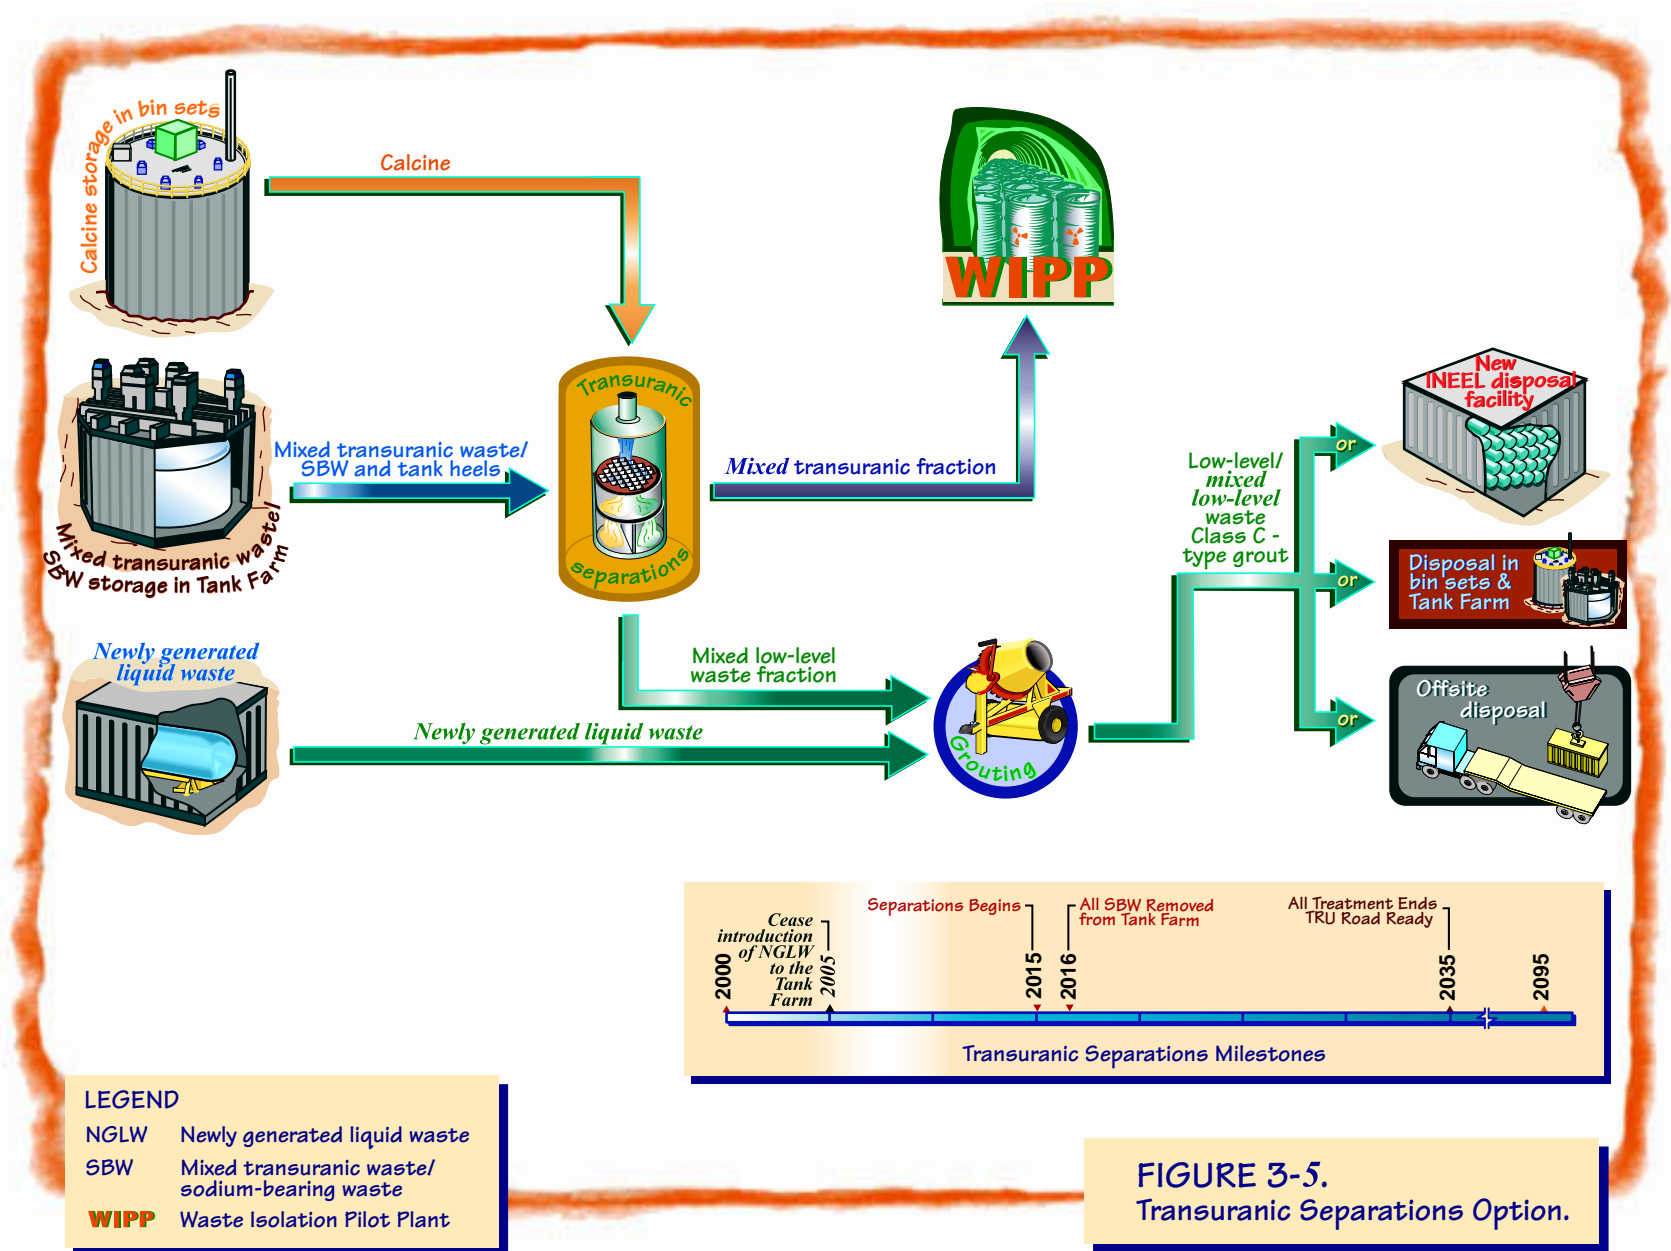 Calcine storage in bin sets
Calcine
WIPP
Mixed transuranic waste/
SBW and tank heels
Mixed transuranic waste/
SBW storage in Tank Farm
Transuranic
separations
Mixed transuranic fraction
Low-level/
mixed
low-level
waste
Class C -
type grout
or
or
or
New
INEEL disposal
facility
Disposal in
bin sets &
Tank Farm
Offsite
disposal
Newly generated
liquid waste
Mixed low-level
waste fraction
Newly generated liquid waste
Grouting
Cease
introduction
of NGLW
to the
Tank
Farm
Separations Begins
All SBW Removed
from Tank Farm
All Treatment Ends
TRU Road Ready
2000
2005
2015
2016
2035
2095
Transuranic Separations Milestones
LEGEND
NGLW Newly generated liquid waste
SBW Mixed transuranic waste/
sodium-bearing waste
WIPP Waste Isolation Pilot Plant
FIGURE 3-5.
Transuranic Separations Option.